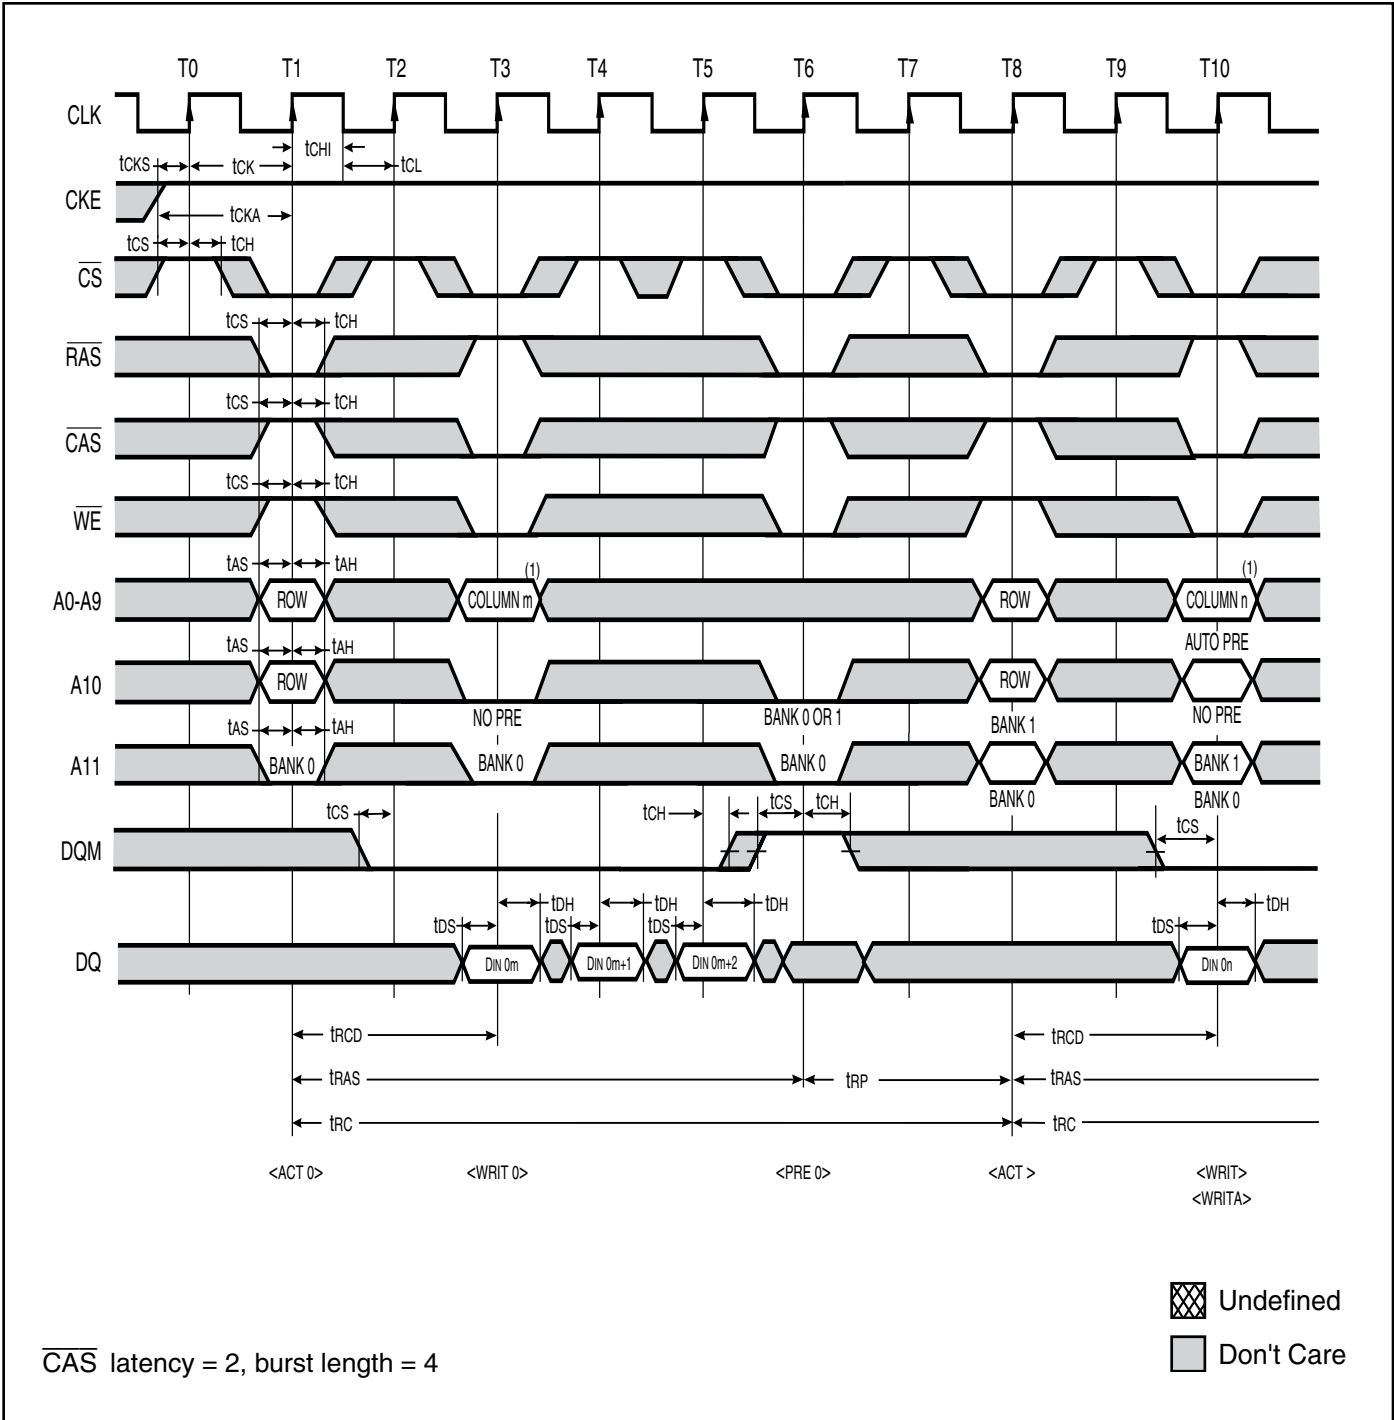 T0 T1 T2 T3 T4 T5 T6 T7 T8 T9 T10
CLK
tCHI
tCKS tCK tCL
CKE
tCKA
tCS tCH
CS
tCS tCH
RAS
tCS tCH
CAS
tCS tCH
WE
tAS tAH
(1) (1)
A0-A9 ROW COLUMN m ROW COLUMN n
AUTO PRE
tAS tAH
A10 ROW ROW
NO PRE BANK 0 OR 1 BANK 1 NO PRE
tAS tAH
A11 BANK 0 BANK 0 BANK 0 BANK 1
BANK 0 BANK 0
tCS tCH tCS tCH tCS
DQM
tDH tDH tDH tDH
tDS tDS tDS tDS
DQ DIN 0m DIN 0m+1 DIN 0m+2 DIN 0n
tRCD tRCD
tRAS tRP tRAS
tRC tRC
<ACT 0> <WRIT 0> <PRE 0> <ACT > <WRIT>
<WRITA>
Undefined
Don't Care
CAS latency = 2, burst length = 4